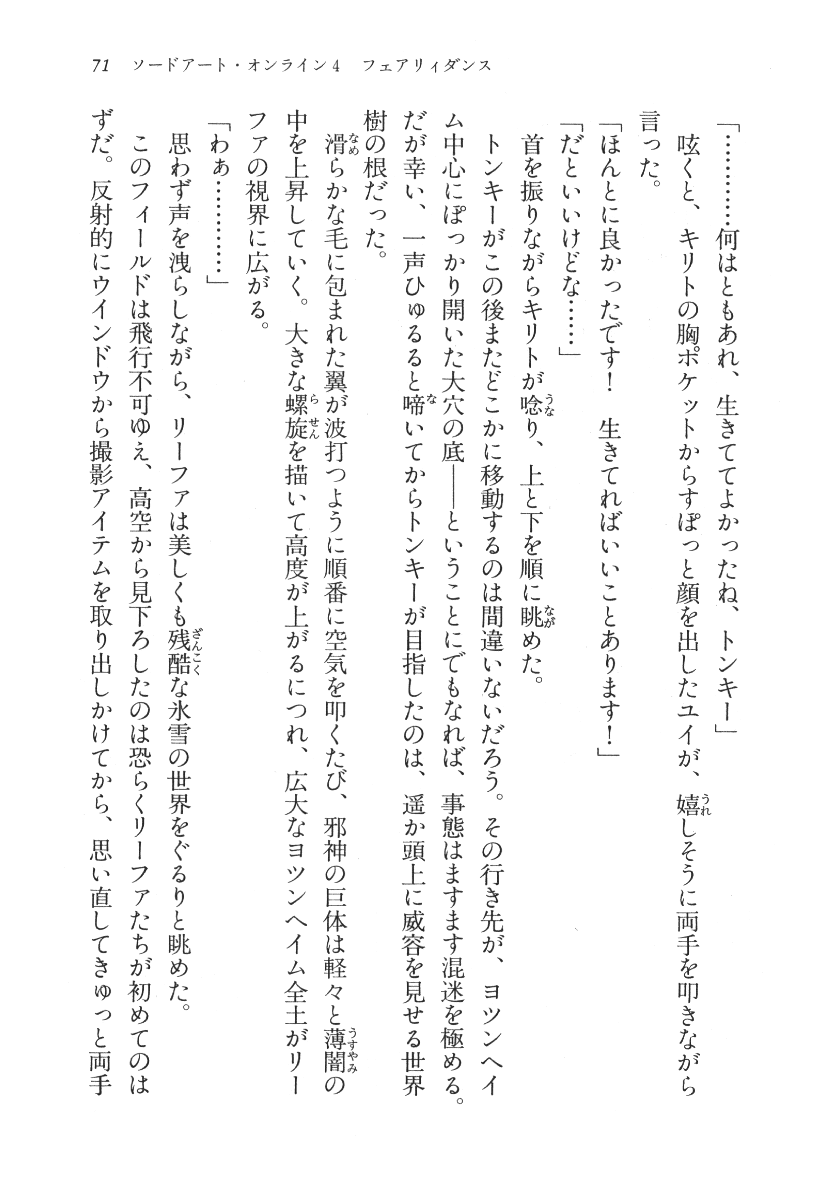 71 ソードアート・オンライン4 フェアリィダンス
「…………何はともあれ、生きててよかったね、トンキー」
呟くと、キリトの胸ポケットからすぽっと顔を出したユイが、嬉しそうに両手を叩きながら
言った。
「ほんとに良かったです！ 生きてればいいことあります！」
「だといいけどな……」
首を振りながらキリトが唸り、上と下を順に眺めた。
トンキーがこの後またどこかに移動するのは間違いないだろう。その行き先が、ヨツンヘイ
ム中心にぽっかり開いた大穴の底――ということにでもなれば、事態はますます混迷を極める。
だが幸い、一声ひゅるると啼いてからトンキーが目指したのは、遥か頭上に威容を見せる世界
樹の根だった。
滑らかな毛に包まれた翼が波打つように順番に空気を叩くたび、邪神の巨体は軽々と薄闇の
中を上昇していく。大きな螺旋を描いて高度が上がるにつれ、広大なヨツンヘイム全土がリー
ファの視界に広がる。
「わぁ…………」
思わず声を洩らしながら、リーファは美しくも残酷な氷雪の世界をぐるりと眺めた。
このフィールドは飛行不可ゆえ、高空から見下ろしたのは恐らくリーファたちが初めてのは
ずだ。反射的にウインドウから撮影アイテムを取り出しかけてから、思い直してきゅっと両手